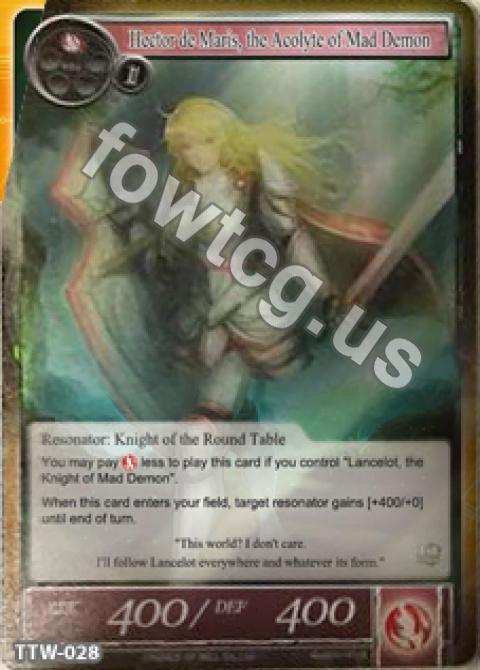 Hector de Maris, the Acolyte of Mad Demon
fowtcg.us
Resonator: Knight of the Round Table
You may pay less to play this card if you control "Lancelot, the
Knight of Mad Demon".
When this card enters your field, target resonator gains [+400/+0]
until end of turn.
"This world? I don't care.
I'll follow Lancelot everywhere and whatever its form."
400/ DEF 400
TTW-028